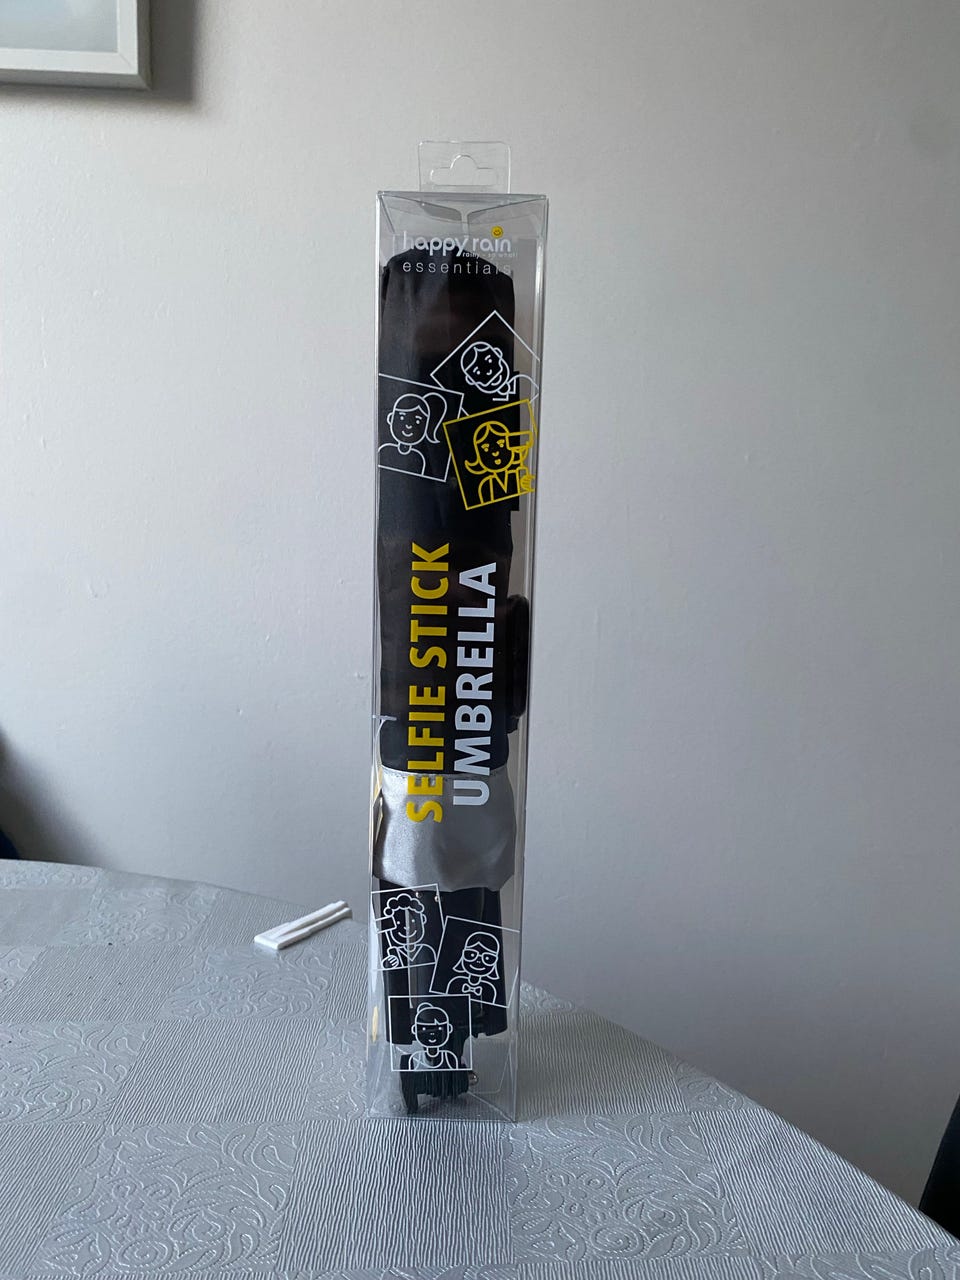 happy rain
rainy - so what!
essentials
SELFIE STICK
UMBRELLA